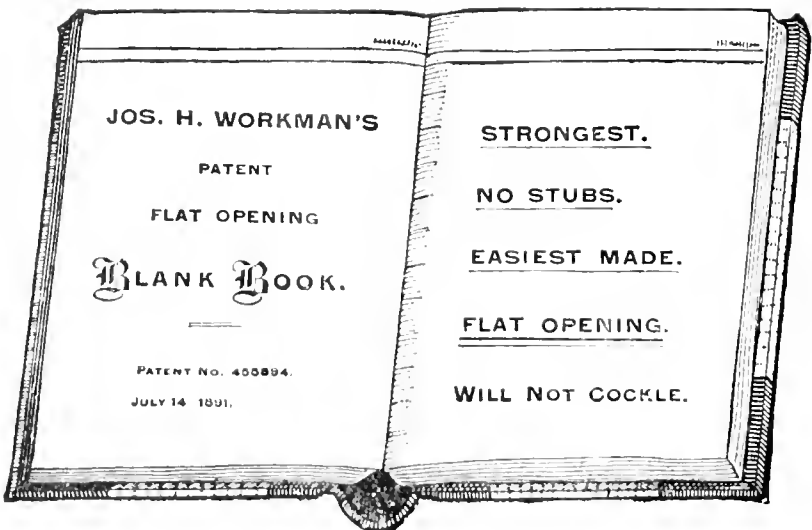 JOS. H. WORKMAN'S
PATENT
FLAT OPENING
BLANK BOOK.
PATENT NO. 455894.
JULY 14 1891.
STRONGEST.
NO STUBS.
EASIEST MADE.
FLAT OPENING.
WILL NOT COCKLE.